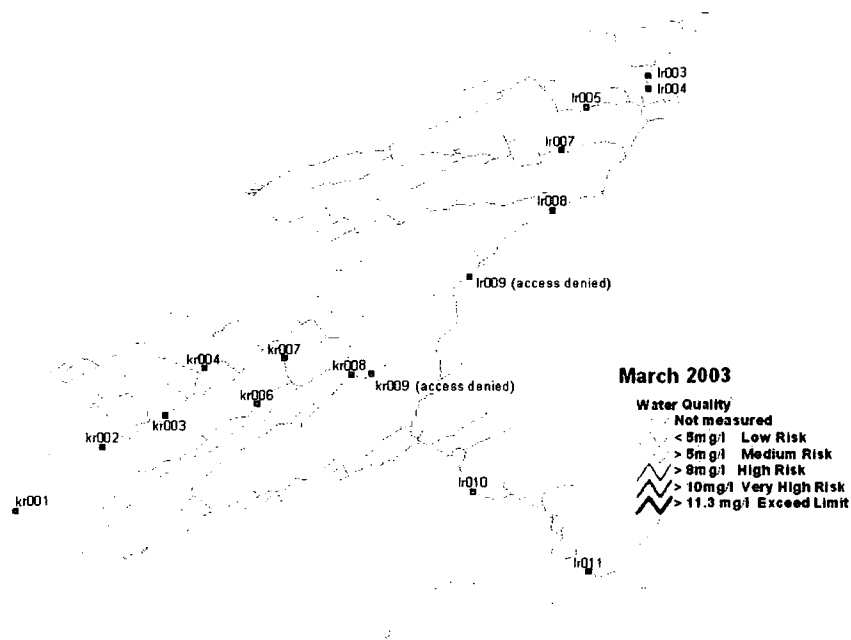 lr003
lr004
lr005
lr007
lr008
lr009 (access denied)
kr007
kr004
kr008
kr009 (access denied)
kr006
kr003
kr002
kr001
lr010
lr011
March 2003
Water Quality
Not measured
< 5mg/l Low Risk
> 5mg/l Medium Risk
> 8mg/l High Risk
> 10mg/l Very High Risk
> 11.3 mg/l Exceed Limit